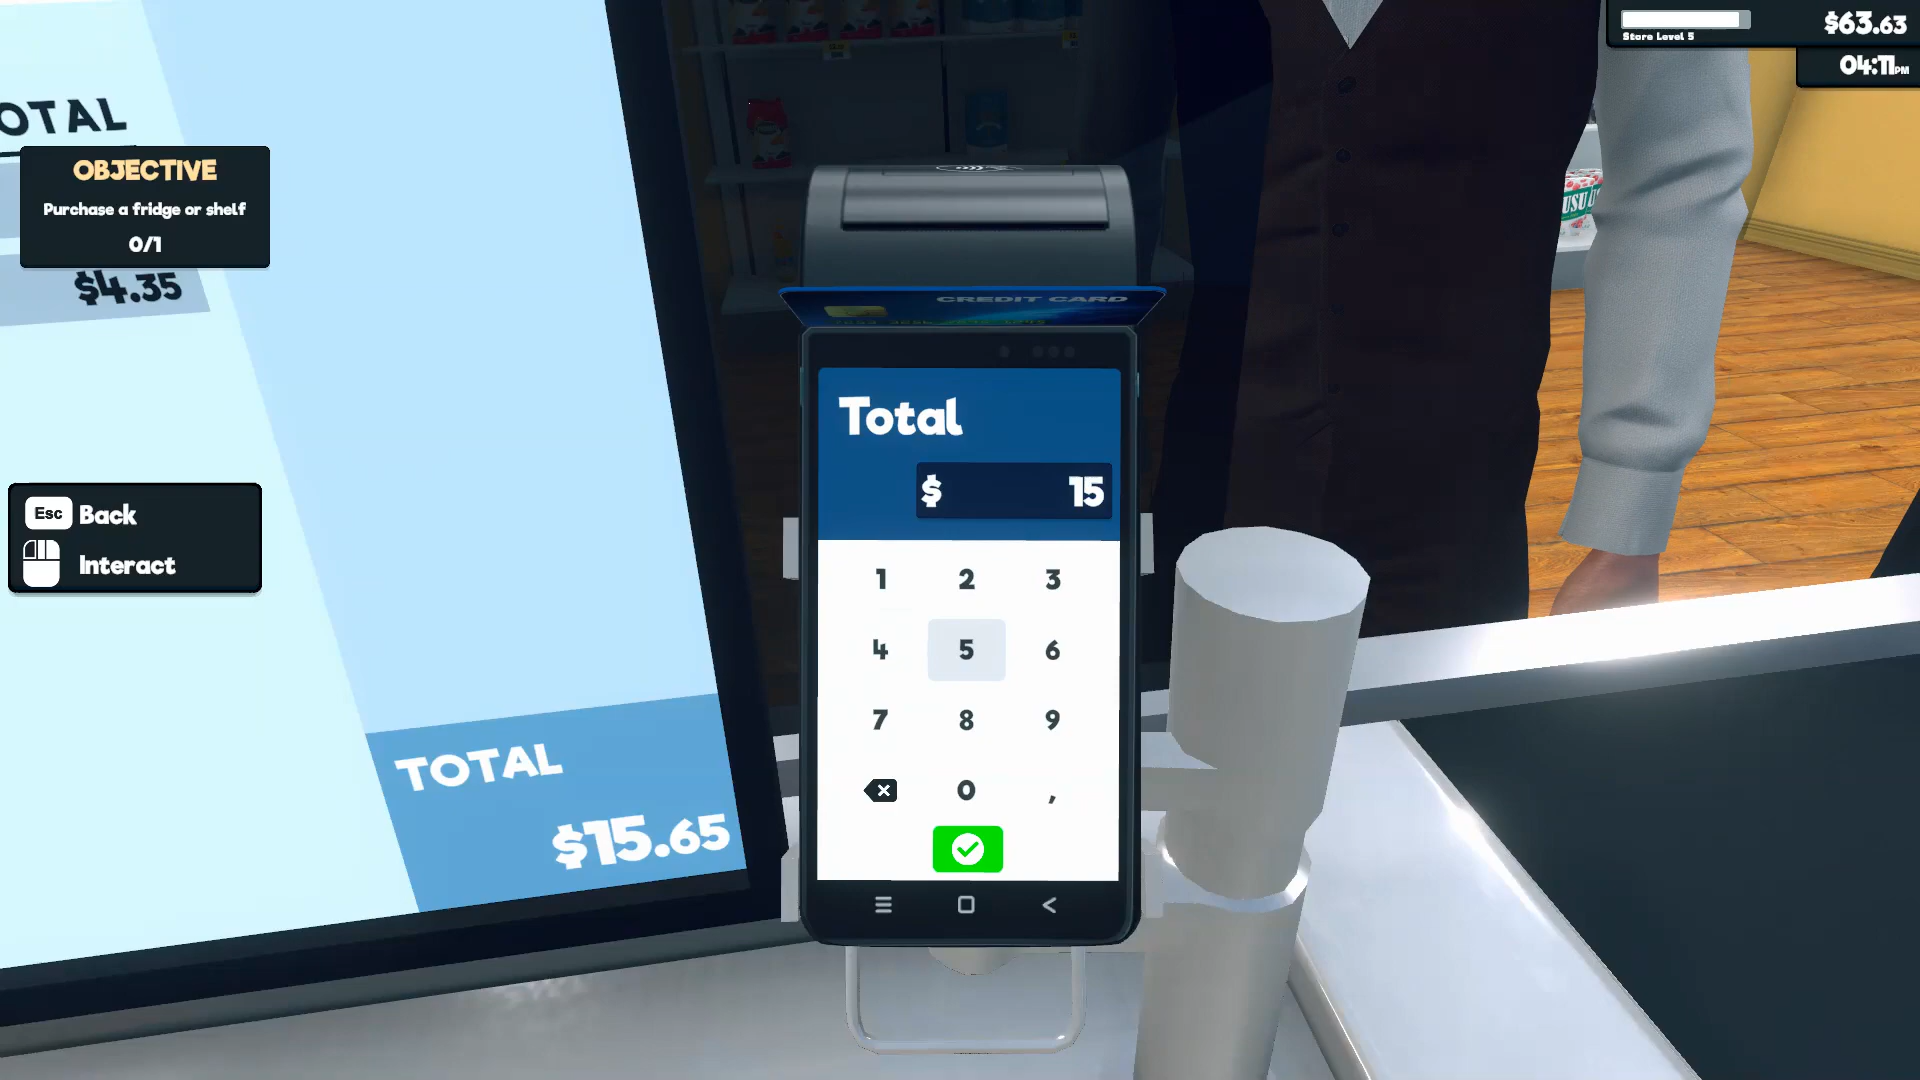 $63.63
Store Level 5
04:11PM
OTAL
OBJECTIVE
Purchase a fridge or shelf
0/1
$4.35
Esc Back
Interact
CREDIT CARD
Total
$ 15
1 2 3
4 5 6
7 8 9
0 ,
TOTAL
$15.65
USU